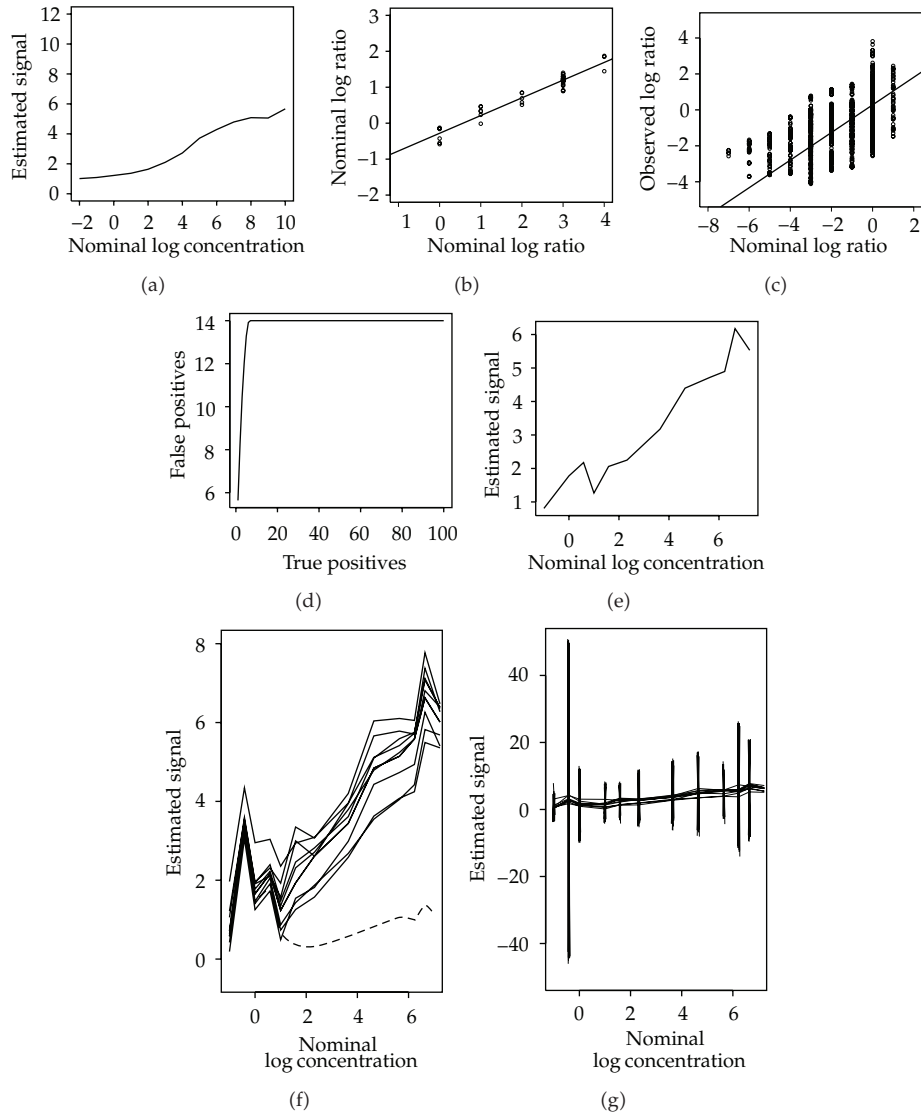 12
10
8
6
4
2
0
Estimated signal
−2 0 2 4 6 8 10
Nominal log concentration
(a)
3
2
1
0
−1
−2
Nominal log ratio
1 0 1 2 3 4
Nominal log ratio
(b)
4
2
0
−2
−4
Observed log ratio
−8 −6 −4 −2 0 2
Nominal log ratio
(c)
14
12
10
8
6
False positives
0 20 40 60 80 100
True positives
(d)
6
5
4
3
2
1
Estimated signal
0 2 4 6
Nominal log concentration
(e)
8
6
4
2
0
Estimated signal
0 2 4 6
Nominal
log concentration
(f)
40
20
0
−20
−40
Estimated signal
0 2 4 6
Nominal
log concentration
(g)